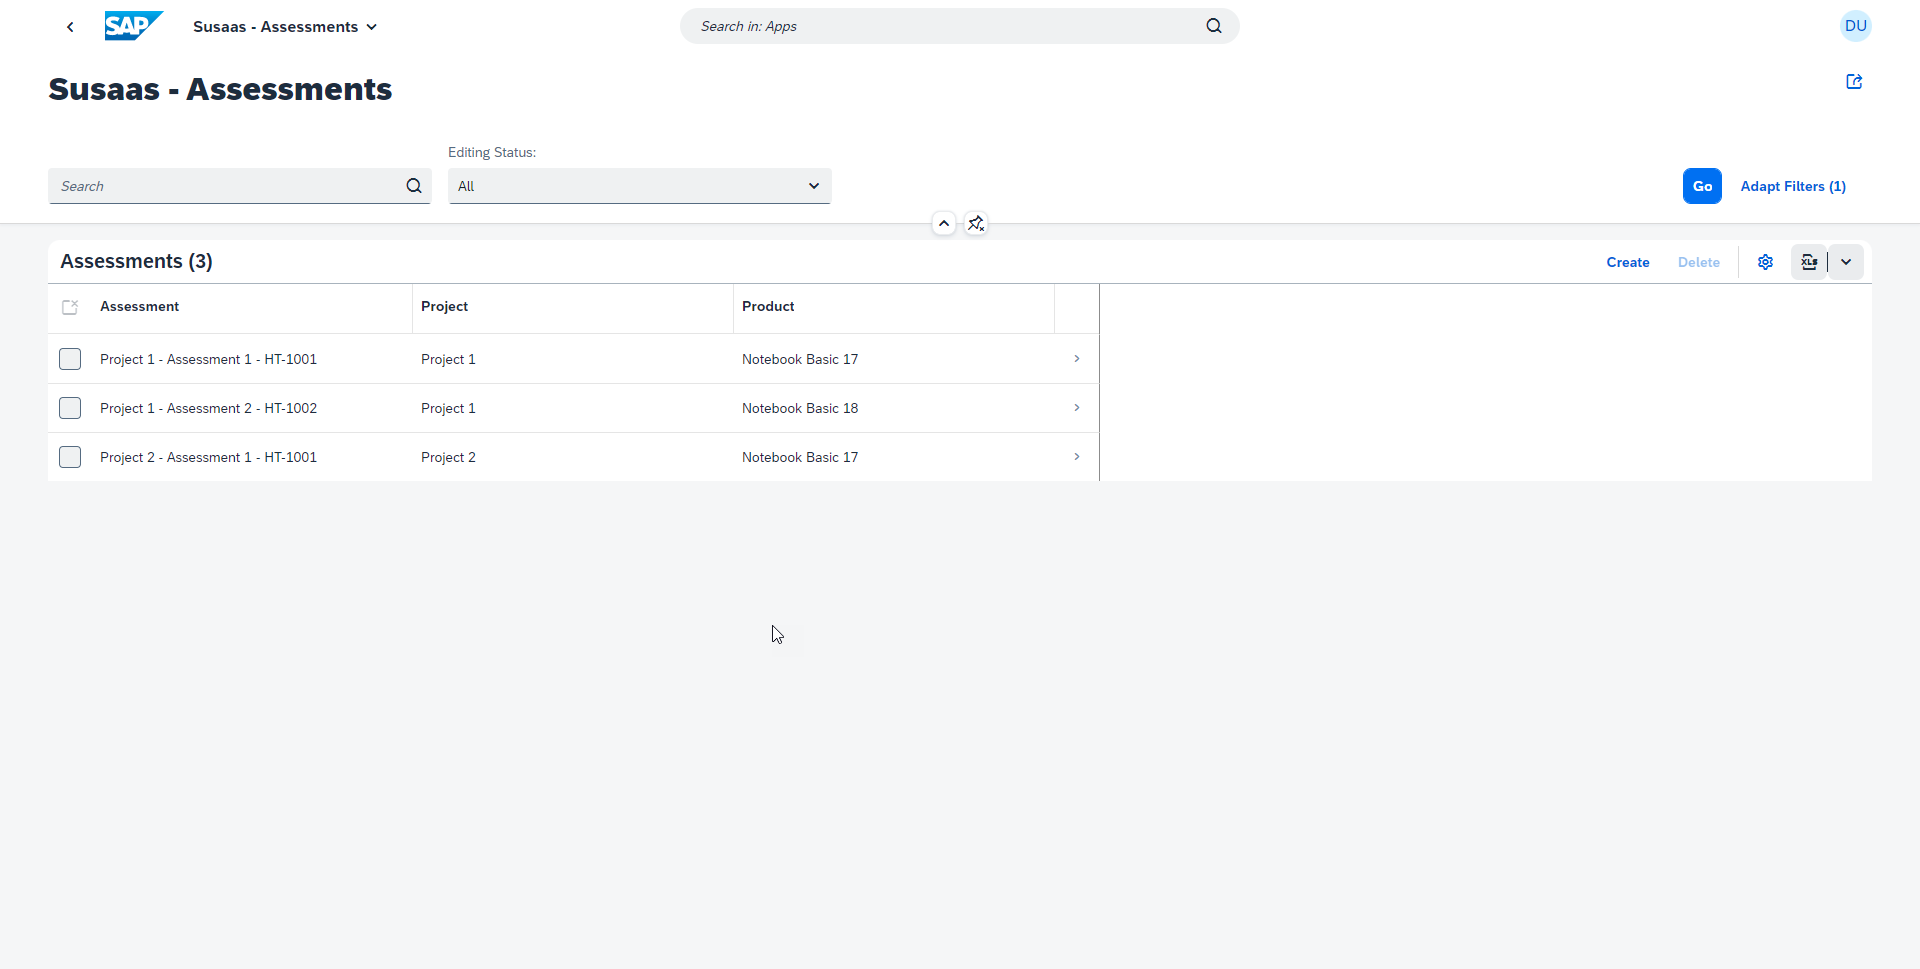 SAP
Susaas - Assessments
Search in: Apps
DU
Susaas - Assessments
Editing Status:
Search
All
Go
Adapt Filters (1)
Assessments (3)
Create
Delete
XLS
Assessment
Project
Product
Project 1 - Assessment 1 - HT-1001
Project 1
Notebook Basic 17
Project 1 - Assessment 2 - HT-1002
Project 1
Notebook Basic 18
Project 2 - Assessment 1 - HT-1001
Project 2
Notebook Basic 17